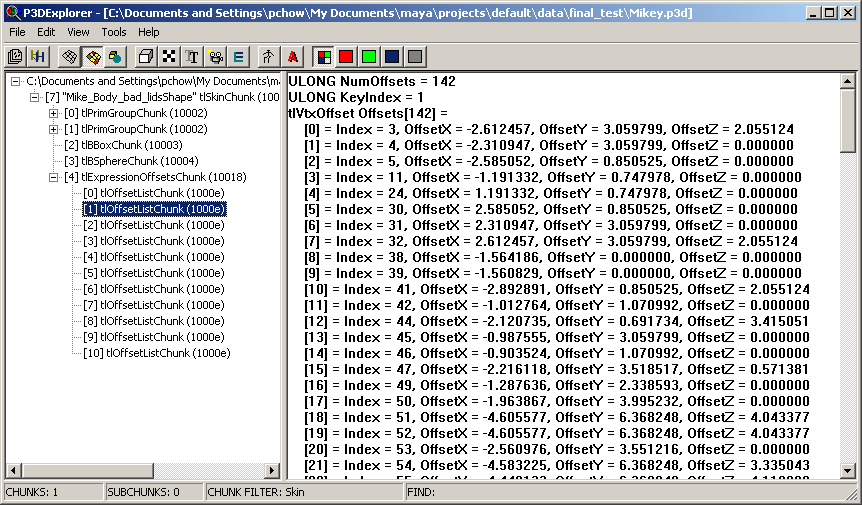 P3DExplorer - [C:\Documents and Settings\pchow\My Documents\maya\projects\default\data\final_test\Mikey.p3d]
File Edit View Tools Help
C:\Documents and Settings\pchow\My Documents\ma
[7] "Mike_Body_bad_lidsShape" tlSkinChunk (100
[0] tlPrimGroupChunk (10002)
[1] tlPrimGroupChunk (10002)
[2] tlBBoxChunk (10003)
[3] tlBSphereChunk (10004)
[4] tlExpressionOffsetsChunk (10018)
[0] tlOffsetListChunk (1000e)
[1] tlOffsetListChunk (1000e)
[2] tlOffsetListChunk (1000e)
[3] tlOffsetListChunk (1000e)
[4] tlOffsetListChunk (1000e)
[5] tlOffsetListChunk (1000e)
[6] tlOffsetListChunk (1000e)
[7] tlOffsetListChunk (1000e)
[8] tlOffsetListChunk (1000e)
[9] tlOffsetListChunk (1000e)
[10] tlOffsetListChunk (1000e)
ULONG NumOffsets = 142
ULONG KeyIndex = 1
tlVtxOffset Offsets[142] =
[0] = Index = 3, OffsetX = -2.612457, OffsetY = 3.059799, OffsetZ = 2.055124
[1] = Index = 4, OffsetX = -2.310947, OffsetY = 3.059799, OffsetZ = 0.000000
[2] = Index = 5, OffsetX = -2.585052, OffsetY = 0.850525, OffsetZ = 0.000000
[3] = Index = 11, OffsetX = -1.191332, OffsetY = 0.747978, OffsetZ = 0.000000
[4] = Index = 24, OffsetX = 1.191332, OffsetY = 0.747978, OffsetZ = 0.000000
[5] = Index = 30, OffsetX = 2.585052, OffsetY = 0.850525, OffsetZ = 0.000000
[6] = Index = 31, OffsetX = 2.310947, OffsetY = 3.059799, OffsetZ = 0.000000
[7] = Index = 32, OffsetX = 2.612457, OffsetY = 3.059799, OffsetZ = 2.055124
[8] = Index = 38, OffsetX = -1.564186, OffsetY = 0.000000, OffsetZ = 0.000000
[9] = Index = 39, OffsetX = -1.560829, OffsetY = 0.000000, OffsetZ = 0.000000
[10] = Index = 41, OffsetX = -2.892891, OffsetY = 0.850525, OffsetZ = 2.055124
[11] = Index = 42, OffsetX = -1.012764, OffsetY = 1.070992, OffsetZ = 0.000000
[12] = Index = 44, OffsetX = -2.120735, OffsetY = 0.691734, OffsetZ = 3.415051
[13] = Index = 45, OffsetX = -0.987555, OffsetY = 3.059799, OffsetZ = 0.000000
[14] = Index = 46, OffsetX = -0.903524, OffsetY = 1.070992, OffsetZ = 0.000000
[15] = Index = 47, OffsetX = -2.216118, OffsetY = 3.518517, OffsetZ = 0.571381
[16] = Index = 49, OffsetX = -1.287636, OffsetY = 2.338593, OffsetZ = 0.000000
[17] = Index = 50, OffsetX = -1.963867, OffsetY = 3.995232, OffsetZ = 0.000000
[18] = Index = 51, OffsetX = -4.605577, OffsetY = 6.368248, OffsetZ = 4.043377
[19] = Index = 52, OffsetX = -4.605577, OffsetY = 6.368248, OffsetZ = 4.043377
[20] = Index = 53, OffsetX = -2.560976, OffsetY = 3.551216, OffsetZ = 0.000000
[21] = Index = 54, OffsetX = -4.583225, OffsetY = 6.368248, OffsetZ = 3.335043
CHUNKS: 1 SUBCHUNKS: 0 CHUNK FILTER: Skin FIND: